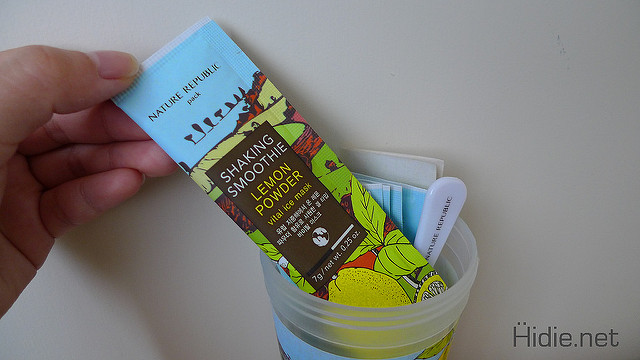 NATURE REPUBLIC
pack
SHAKING
SMOOTHIE
LEMON
POWDER
vital ice mask
7g/net wt. 0.25 oz.
NATURE REPUBLIC
Hidie.net